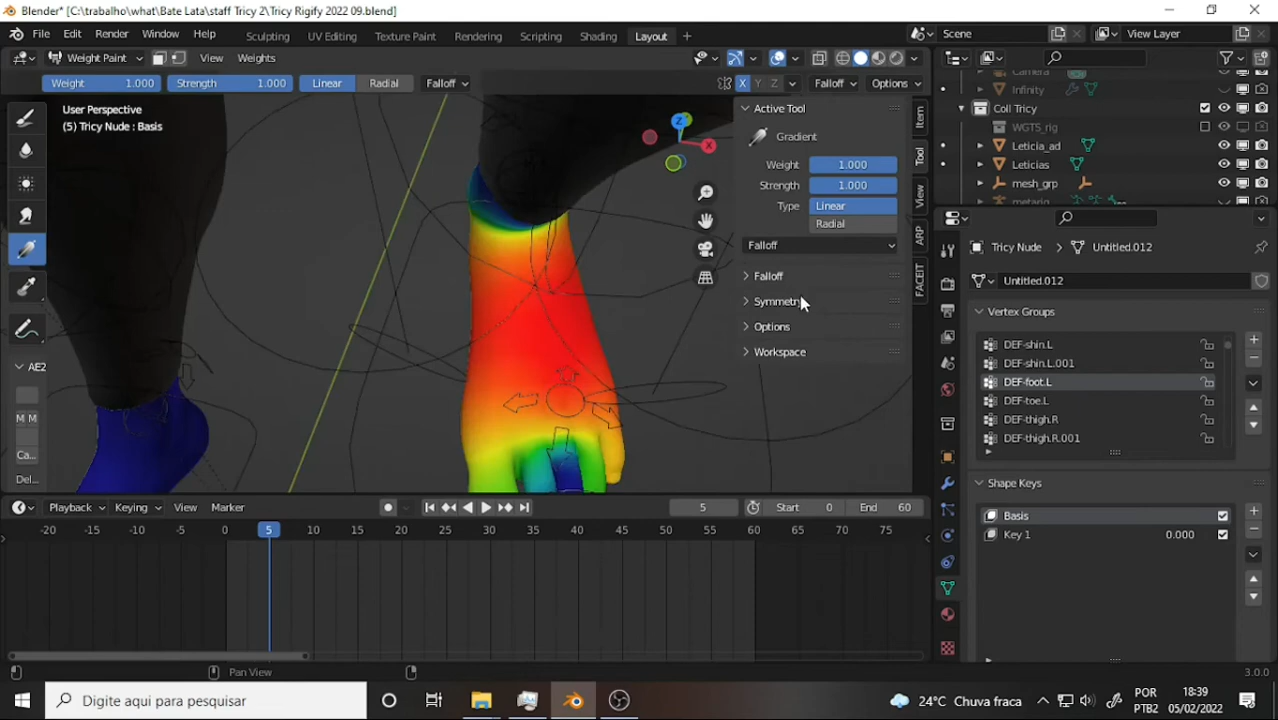 Blender* [C:\trabalho\what\Bate Lata\staff Tricy 2\Tricy Rigify 2022 09.blend]
File Edit Render Window Help Sculpting UV Editing Texture Paint Rendering Scripting Shading Layout + Scene View Layer
Weight Paint View Weights
Weight 1.000 Strength 1.000 Linear Radial Falloff X Y Z Falloff Options
User Perspective
(5) Tricy Nude : Basis
Z
X
Active Tool
Gradient
Weight 1.000
Strength 1.000
Type Linear
Radial
Falloff
Falloff
Symmetry
Options
Workspace
Item
Tool
View
ARP
FACEIT
AE2
M M
Ca...
Del...
Camera
Infinity
Coll Tricy
WGTS_rig
Leticia_ad
Leticias
mesh_grp
metarig
Tricy Nude > Untitled.012
Untitled.012
Vertex Groups
DEF-shin.L
DEF-shin.L.001
DEF-foot.L
DEF-toe.L
DEF-thigh.R
DEF-thigh.R.001
Shape Keys
Basis
Key 1 0.000
Playback Keying View Marker 5 Start 0 End 60
-20 -15 -10 -5 0 5 10 15 20 25 30 35 40 45 50 55 60 65 70 75
Pan View 3.0.0
Digite aqui para pesquisar
24°C Chuva fraca
POR
PTB2
18:39
05/02/2022